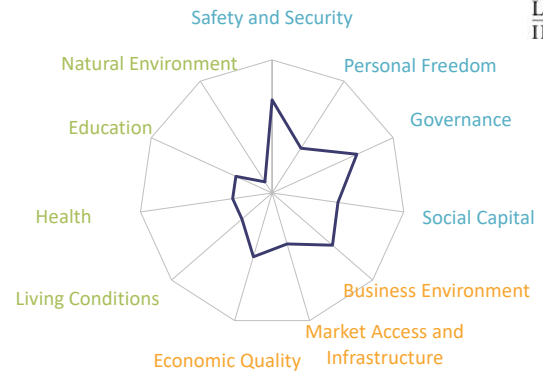 Safety and Security
Natural Environment
Personal Freedom
Education
Governance
Health
Social Capital
Living Conditions
Business Environment
Market Access and
Infrastructure
Economic Quality